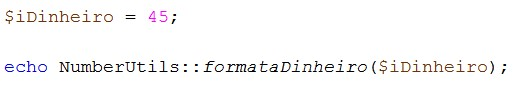 $iDinheiro = 45;
echo NumberUtils::formataDinheiro($iDinheiro);